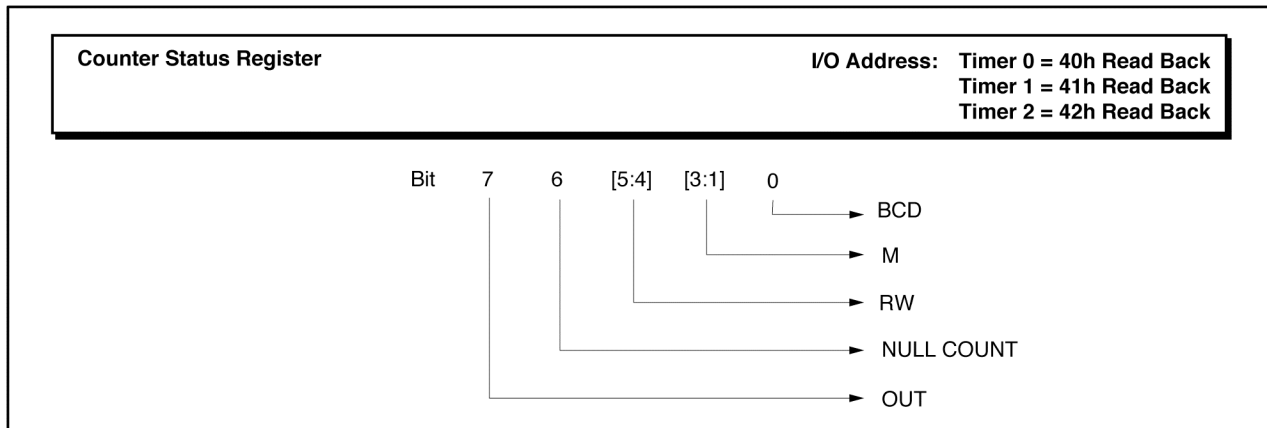 Counter Status Register I/O Address: Timer 0 = 40h Read Back
Timer 1 = 41h Read Back
Timer 2 = 42h Read Back
Bit 7 6 [5:4] [3:1] 0
BCD
M
RW
NULL COUNT
OUT